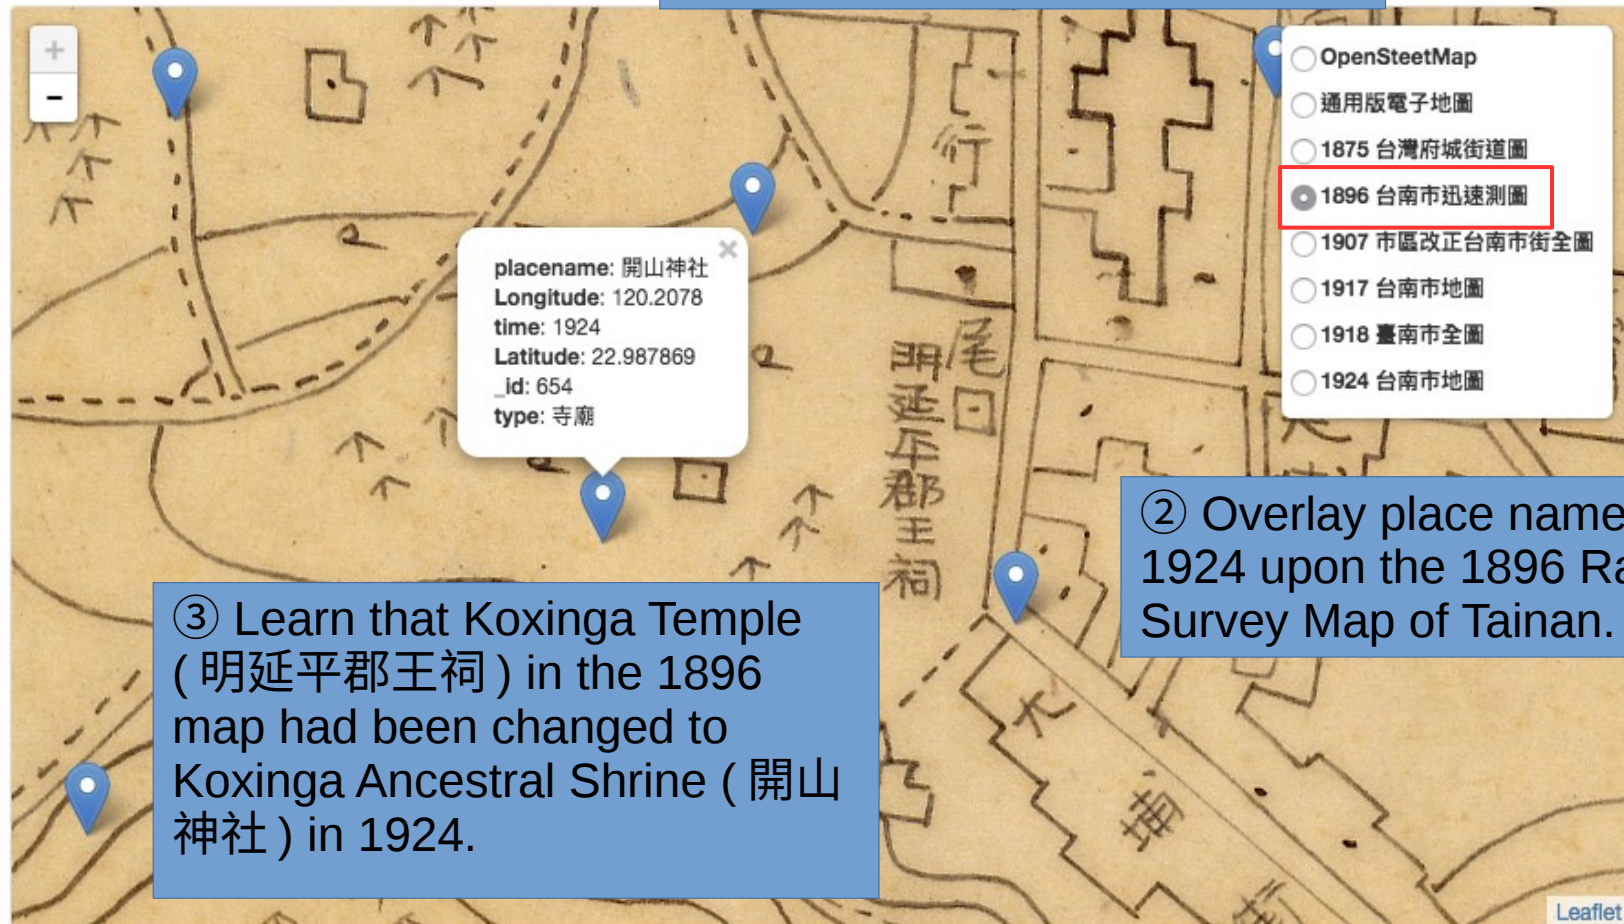 +
-
OpenSteetMap
通用版電子地圖
1875 台灣府城街道圖
1896 台南市迅速測圖
1907 市區改正台南市街全圖
1917 台南市地圖
1918 臺南市全圖
1924 台南市地圖
×
placename: 開山神社
Longitude: 120.2078
time: 1924
Latitude: 22.987869
_id: 654
type: 寺廟
行
尾
明延平郡王祠
② Overlay place name
1924 upon the 1896 Ra
Survey Map of Tainan.
③ Learn that Koxinga Temple
( 明延平郡王祠 ) in the 1896
map had been changed to
Koxinga Ancestral Shrine ( 開山
神社 ) in 1924.
大
埔
街
Leaflet